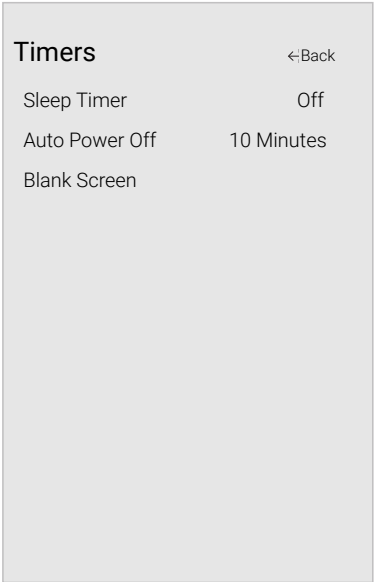 Timers ←Back
Sleep Timer Off
Auto Power Off 10 Minutes
Blank Screen